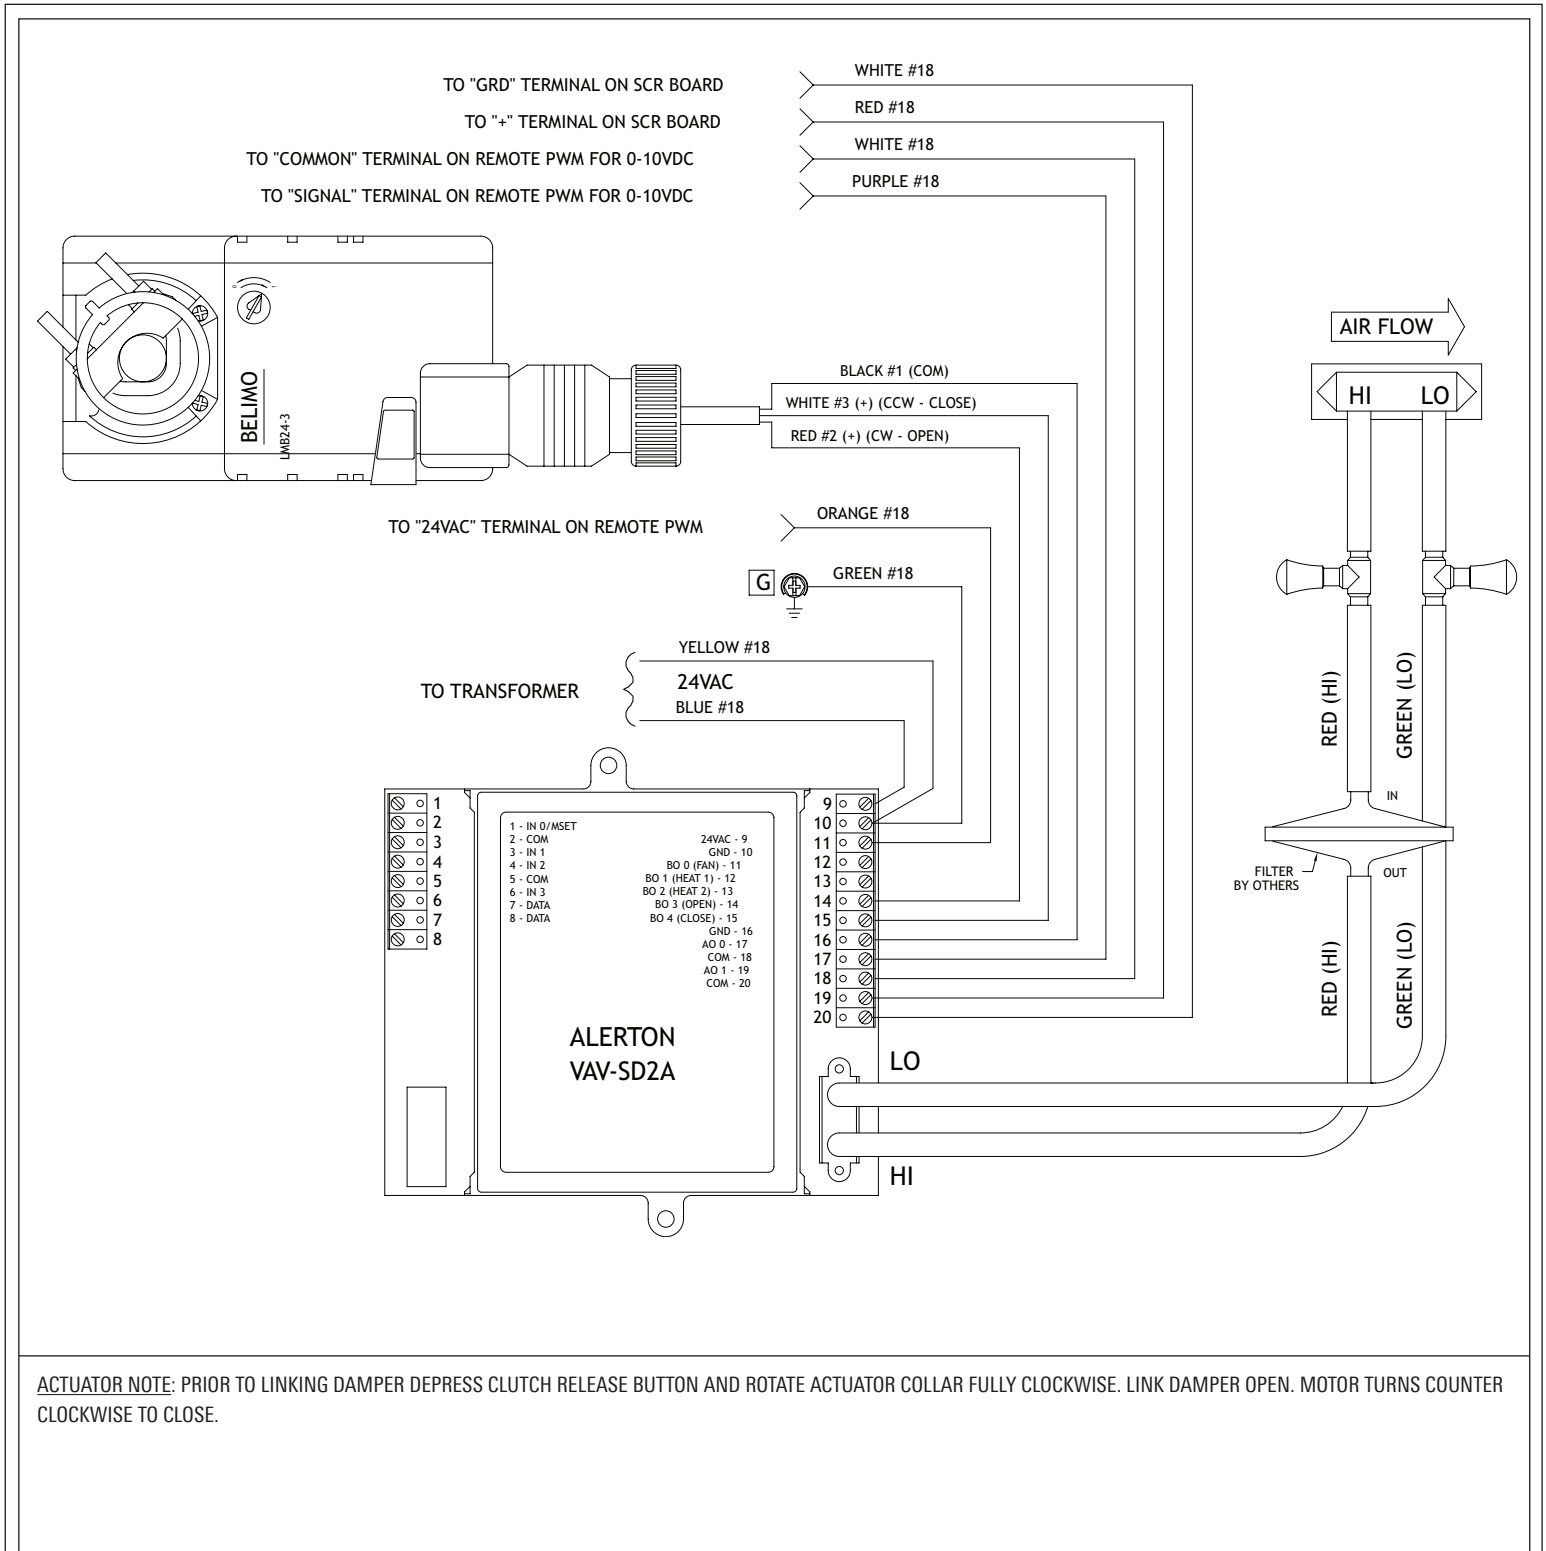 TO "GRD" TERMINAL ON SCR BOARD
WHITE #18
TO "+" TERMINAL ON SCR BOARD
RED #18
TO "COMMON" TERMINAL ON REMOTE PWM FOR 0-10VDC
WHITE #18
TO "SIGNAL" TERMINAL ON REMOTE PWM FOR 0-10VDC
PURPLE #18
BELIMO
LMB24-3
BLACK #1 (COM)
WHITE #3 (+) (CCW - CLOSE)
RED #2 (+) (CW - OPEN)
AIR FLOW
HI
LO
TO "24VAC" TERMINAL ON REMOTE PWM
ORANGE #18
G
GREEN #18
TO TRANSFORMER
YELLOW #18
24VAC
BLUE #18
RED (HI)
GREEN (LO)
IN
FILTER
BY OTHERS
OUT
RED (HI)
GREEN (LO)
1
2
3
4
5
6
7
8
1 - IN 0/MSET
2 - COM
3 - IN 1
4 - IN 2
5 - COM
6 - IN 3
7 - DATA
8 - DATA
24VAC - 9
GND - 10
BO 0 (FAN) - 11
BO 1 (HEAT 1) - 12
BO 2 (HEAT 2) - 13
BO 3 (OPEN) - 14
BO 4 (CLOSE) - 15
GND - 16
AO 0 - 17
COM - 18
AO 1 - 19
COM - 20
9
10
11
12
13
14
15
16
17
18
19
20
ALERTON
VAV-SD2A
LO
HI
ACTUATOR NOTE: PRIOR TO LINKING DAMPER DEPRESS CLUTCH RELEASE BUTTON AND ROTATE ACTUATOR COLLAR FULLY CLOCKWISE. LINK DAMPER OPEN. MOTOR TURNS COUNTER
CLOCKWISE TO CLOSE.